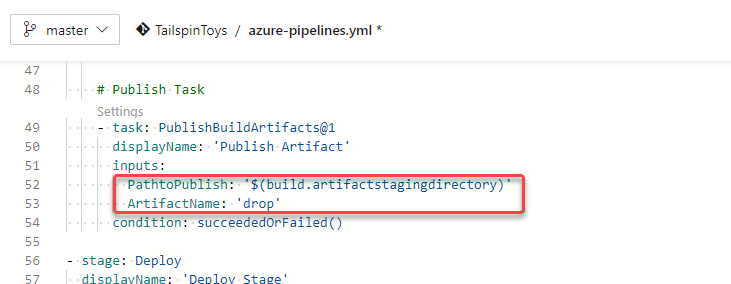 master TailspinToys / azure-pipelines.yml *
47
48 # Publish Task
Settings
49 - task: PublishBuildArtifacts@1
50 displayName: 'Publish Artifact'
51 inputs:
52 PathtoPublish: '$(build.artifactstagingdirectory)'
53 ArtifactName: 'drop'
54 condition: succeededOrFailed()
55
56 - stage: Deploy
57 displayName: 'Deploy Stage'